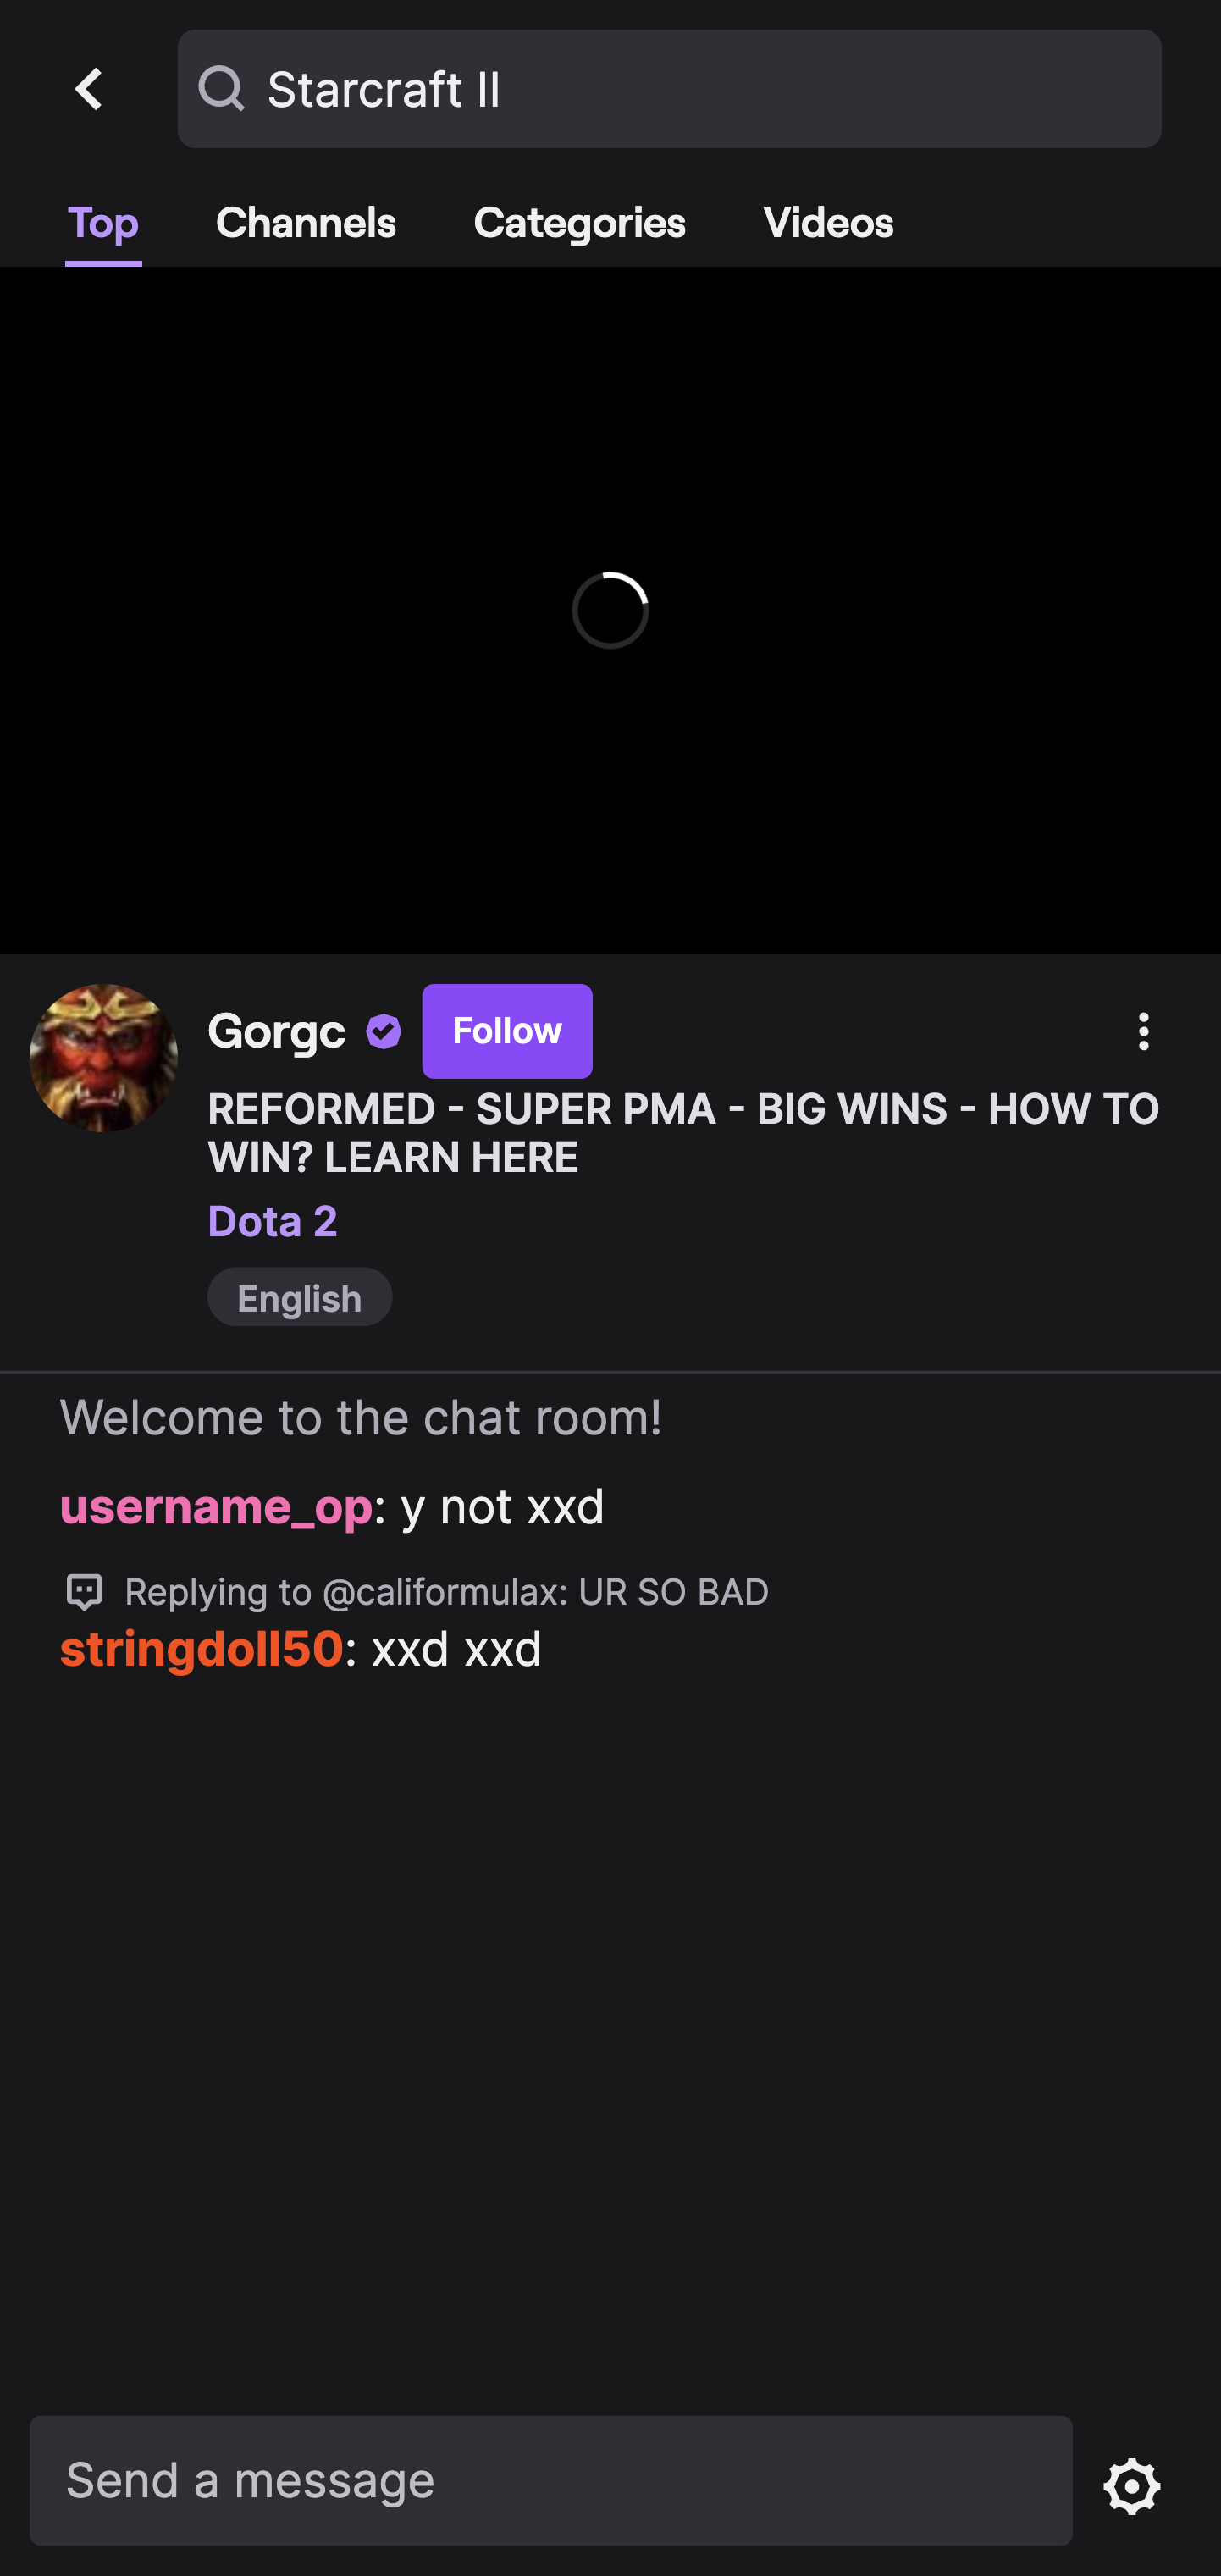 Starcraft II
Top Channels Categories Videos
Gorgc Follow
REFORMED - SUPER PMA - BIG WINS - HOW TO
WIN? LEARN HERE
Dota 2
English
Welcome to the chat room!
username_op: y not xxd
Replying to @califormulax: UR SO BAD
stringdoll50: xxd xxd
Send a message